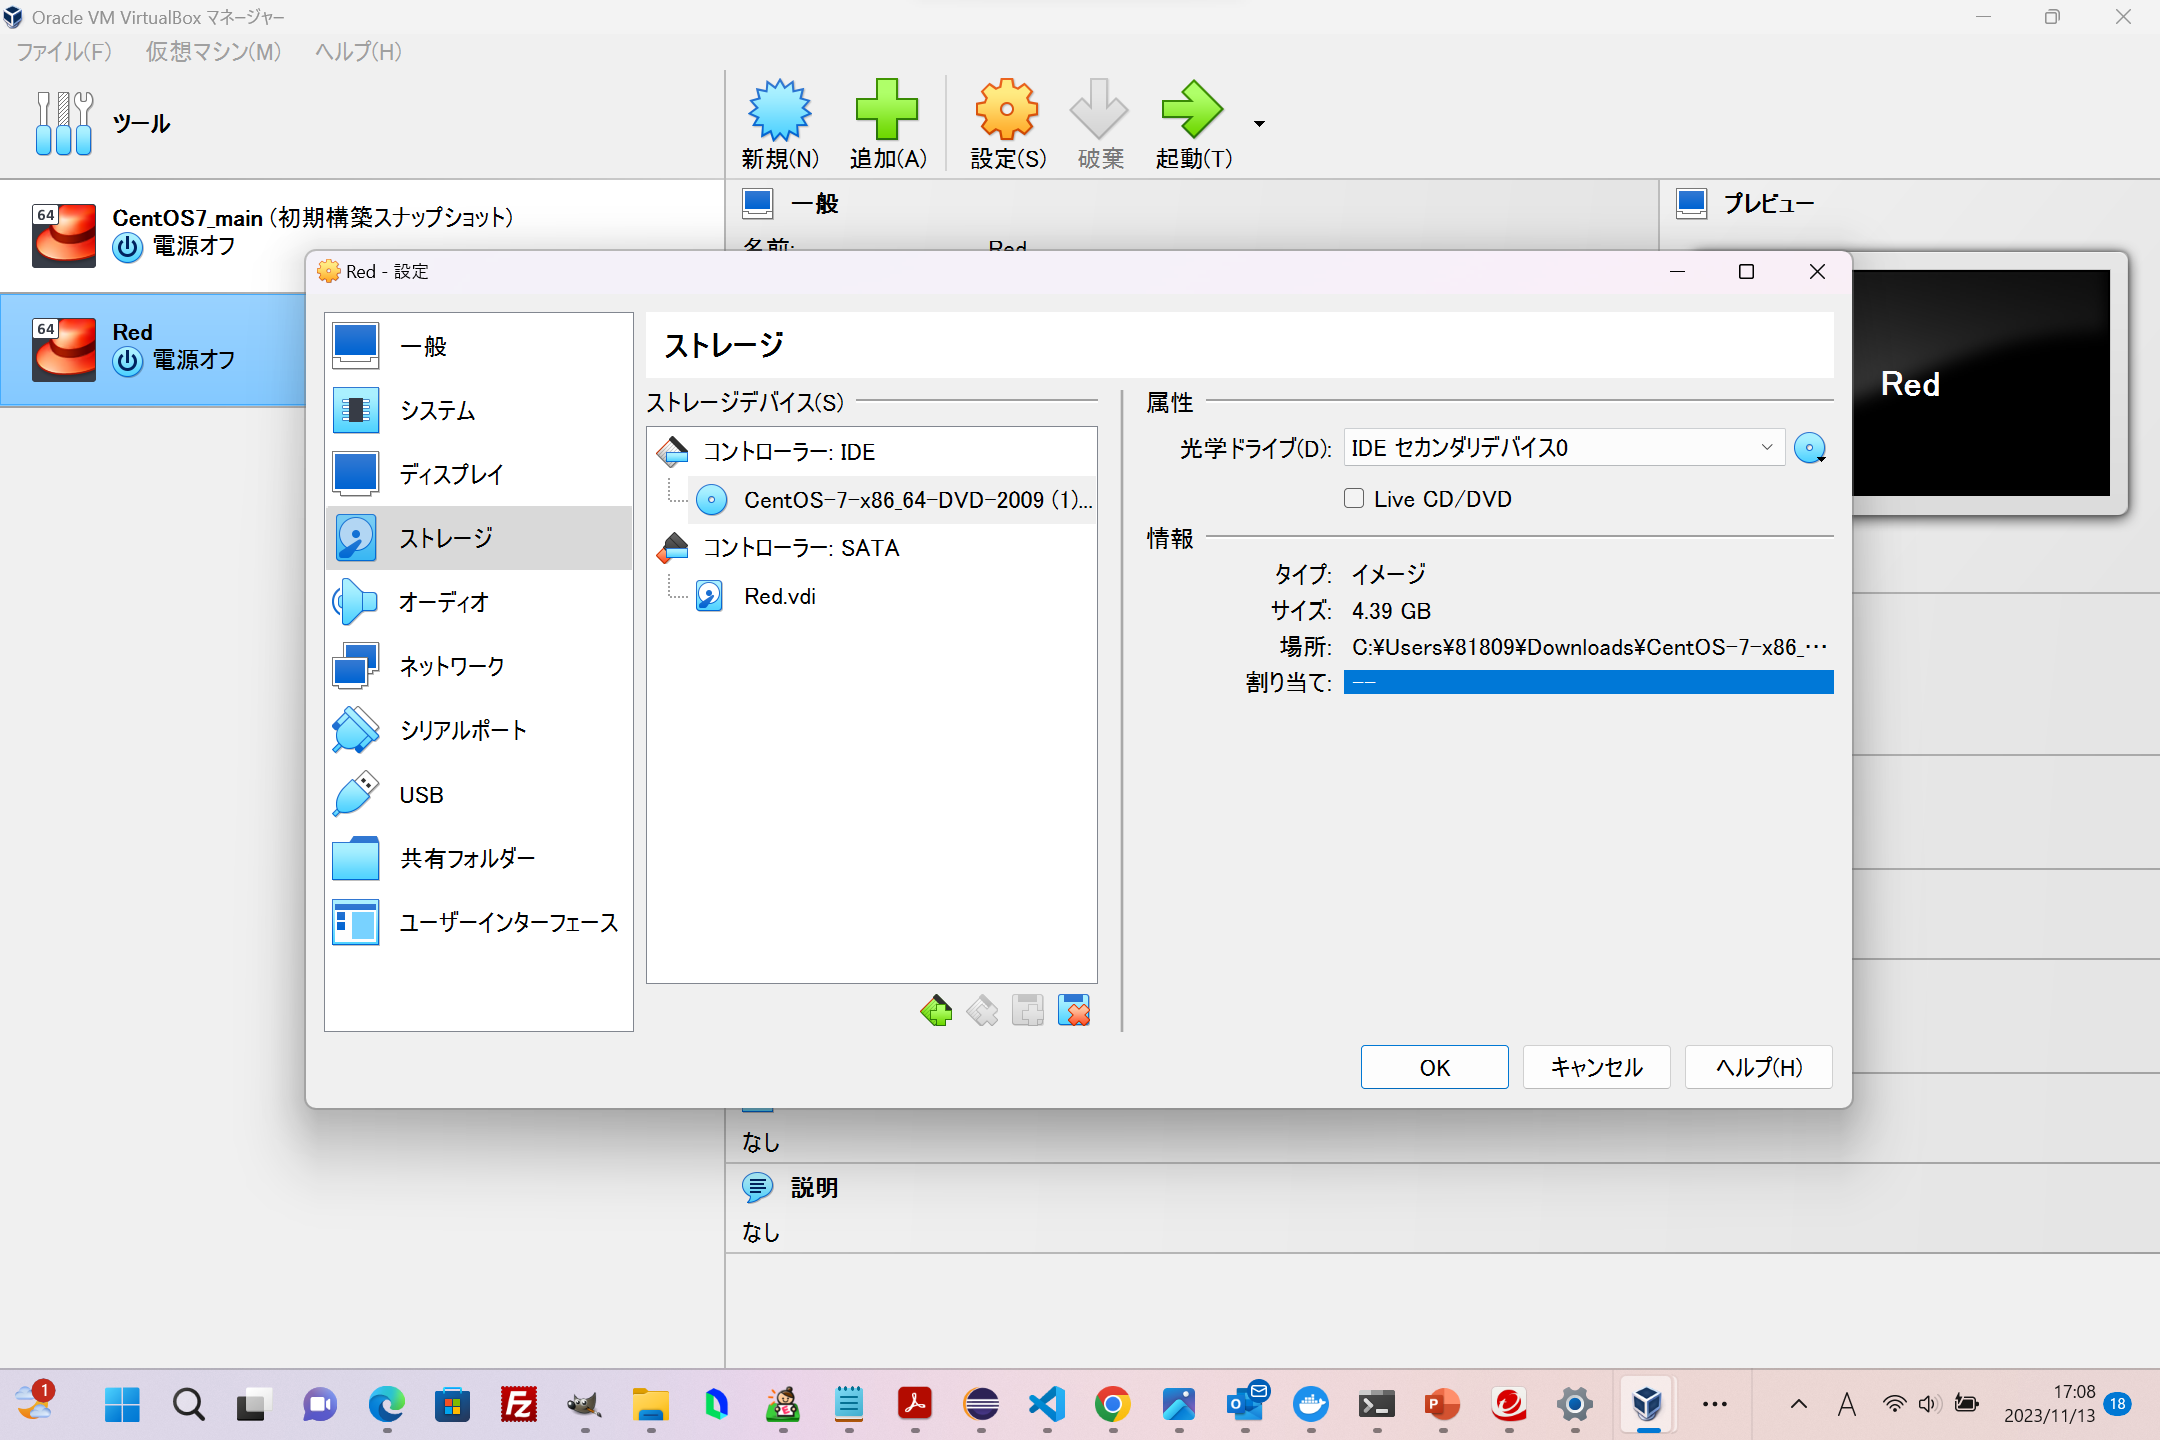 Oracle VM VirtualBox マネージャー
ファイル(F) 仮想マシン(M) ヘルプ(H)
ツール
新規(N) 追加(A) 設定(S) 破棄 起動(T)
64
CentOS7_main (初期構築スナップショット)
電源オフ
64
Red
電源オフ
一般
名前: Red
プレビュー
Red
Red - 設定
一般
システム
ディスプレイ
ストレージ
オーディオ
ネットワーク
シリアルポート
USB
共有フォルダー
ユーザーインターフェース
ストレージ
ストレージデバイス(S)
コントローラー: IDE
CentOS-7-x86_64-DVD-2009 (1)...
コントローラー: SATA
Red.vdi
属性
光学ドライブ(D): IDE セカンダリデバイス0
Live CD/DVD
情報
タイプ: イメージ
サイズ: 4.39 GB
場所: C:¥Users¥81809¥Downloads¥CentOS-7-x86_…
割り当て: --
OK キャンセル ヘルプ(H)
なし
説明
なし
1
A
17:08
2023/11/13
18